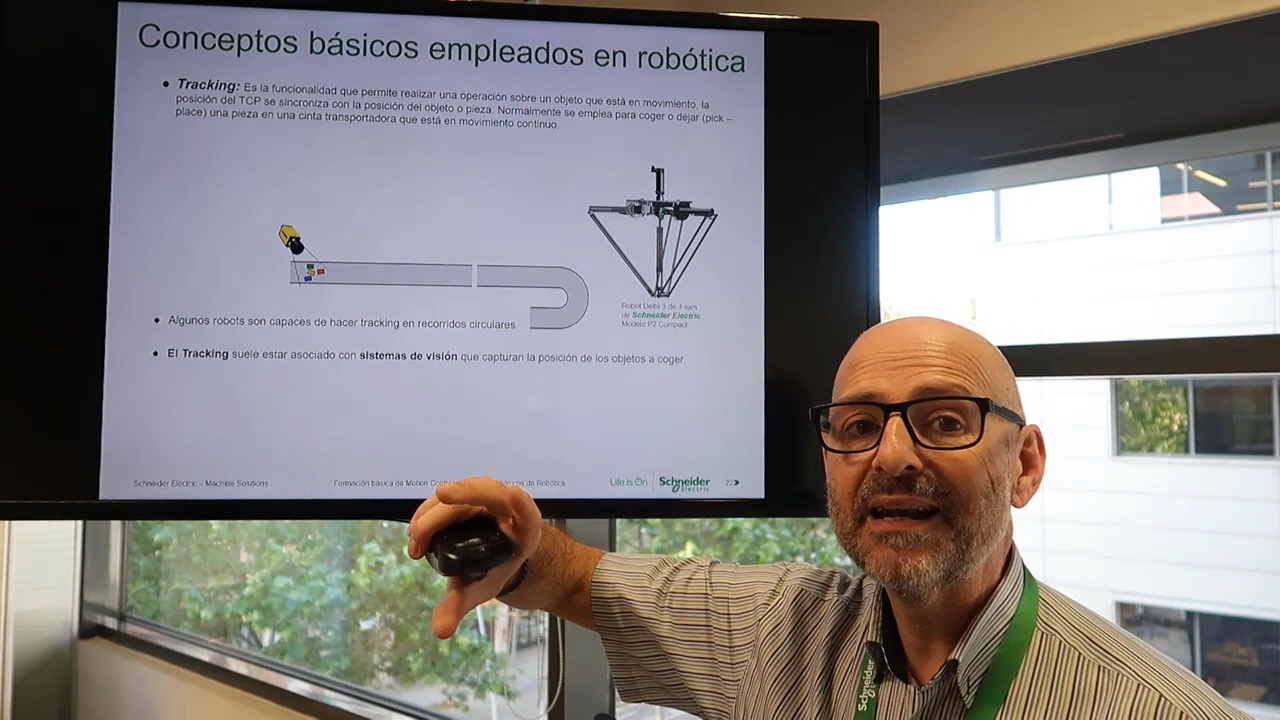 Conceptos básicos empleados en robótica
• Tracking: Es la funcionalidad que permite realizar una operación sobre un objeto que está en movimiento, la
posición del TCP se sincroniza con la posición del objeto o pieza. Normalmente se emplea para coger o dejar (pick –
place) una pieza en una cinta transportadora que está en movimiento continuo.
Robot Delta 3 de 4 ejes
de Schneider Electric
Modelo P2 Compact
• Algunos robots son capaces de hacer tracking en recorridos circulares.
• El Tracking suele estar asociado con sistemas de visión que capturan la posición de los objetos a coger.
Schneider Electric – Machine Solutions
Formación básica de Motion de Robótica
Life Is On
Schneider
Electric
Schneider